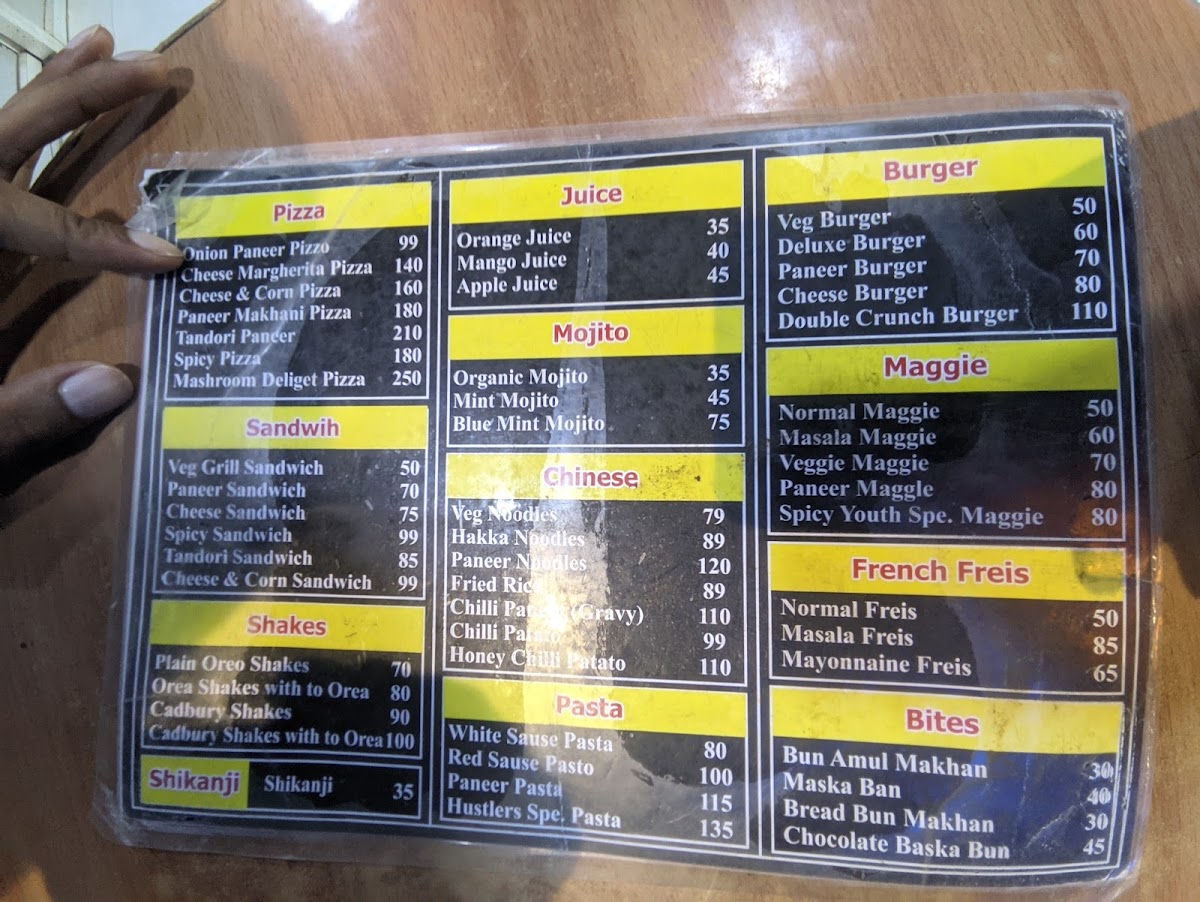 Pizza
Onion Paneer Pizzo 99
Cheese Margherita Pizza 140
Cheese & Corn Pizza 160
Paneer Makhani Pizza 180
Tandori Paneer 210
Spicy Pizza 180
Mashroom Deliget Pizza 250
Sandwih
Veg Grill Sandwich 50
Paneer Sandwich 70
Cheese Sandwich 75
Spicy Sandwich 99
Tandori Sandwich 85
Cheese & Corn Sandwich 99
Shakes
Plain Oreo Shakes 70
Orea Shakes with to Orea 80
Cadbury Shakes 90
Cadbury Shakes with to Orea 100
Shikanji Shikanji 35
Juice
Orange Juice 35
Mango Juice 40
Apple Juice 45
Mojito
Organic Mojito 35
Mint Mojito 45
Blue Mint Mojito 75
Chinese
Veg Noodles 79
Hakka Noodles 89
Paneer Noodles 120
Fried Rice 89
Chilli Patato (Gravy) 110
Chilli Patato 99
Honey Chilli Patato 110
Pasta
White Sause Pasta 80
Red Sause Pasto 100
Paneer Pasta 115
Hustlers Spe. Pasta 135
Burger
Veg Burger 50
Deluxe Burger 60
Paneer Burger 70
Cheese Burger 80
Double Crunch Burger 110
Maggie
Normal Maggie 50
Masala Maggie 60
Veggie Maggie 70
Paneer Maggle 80
Spicy Youth Spe. Maggie 80
French Freis
Normal Freis 50
Masala Freis 85
Mayonnaine Freis 65
Bites
Bun Amul Makhan 30
Maska Ban 40
Bread Bun Makhan 30
Chocolate Baska Bun 45